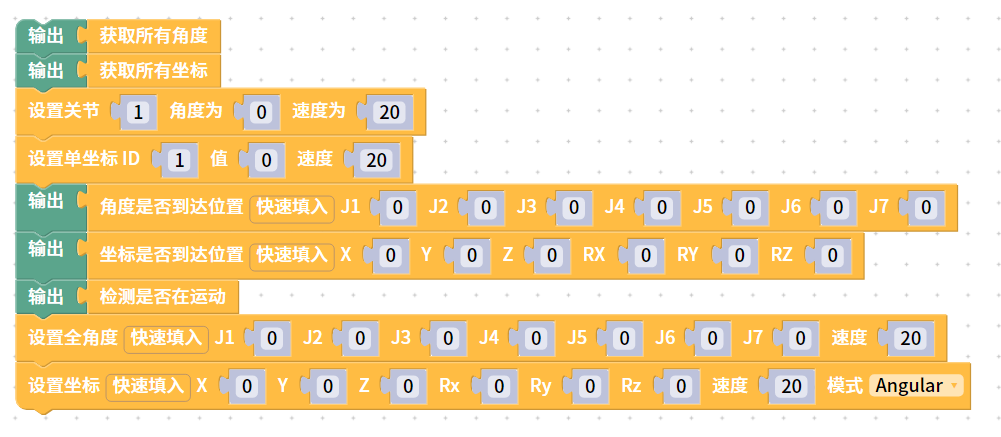 输出 获取所有角度
输出 获取所有坐标
设置关节 1 角度为 0 速度为 20
设置单坐标 ID 1 值 0 速度 20
输出 角度是否到达位置 快速填入 J1 0 J2 0 J3 0 J4 0 J5 0 J6 0 J7 0
输出 坐标是否到达位置 快速填入 X 0 Y 0 Z 0 RX 0 RY 0 RZ 0
输出 检测是否在运动
设置全角度 快速填入 J1 0 J2 0 J3 0 J4 0 J5 0 J6 0 J7 0 速度 20
设置坐标 快速填入 X 0 Y 0 Z 0 Rx 0 Ry 0 Rz 0 速度 20 模式 Angular